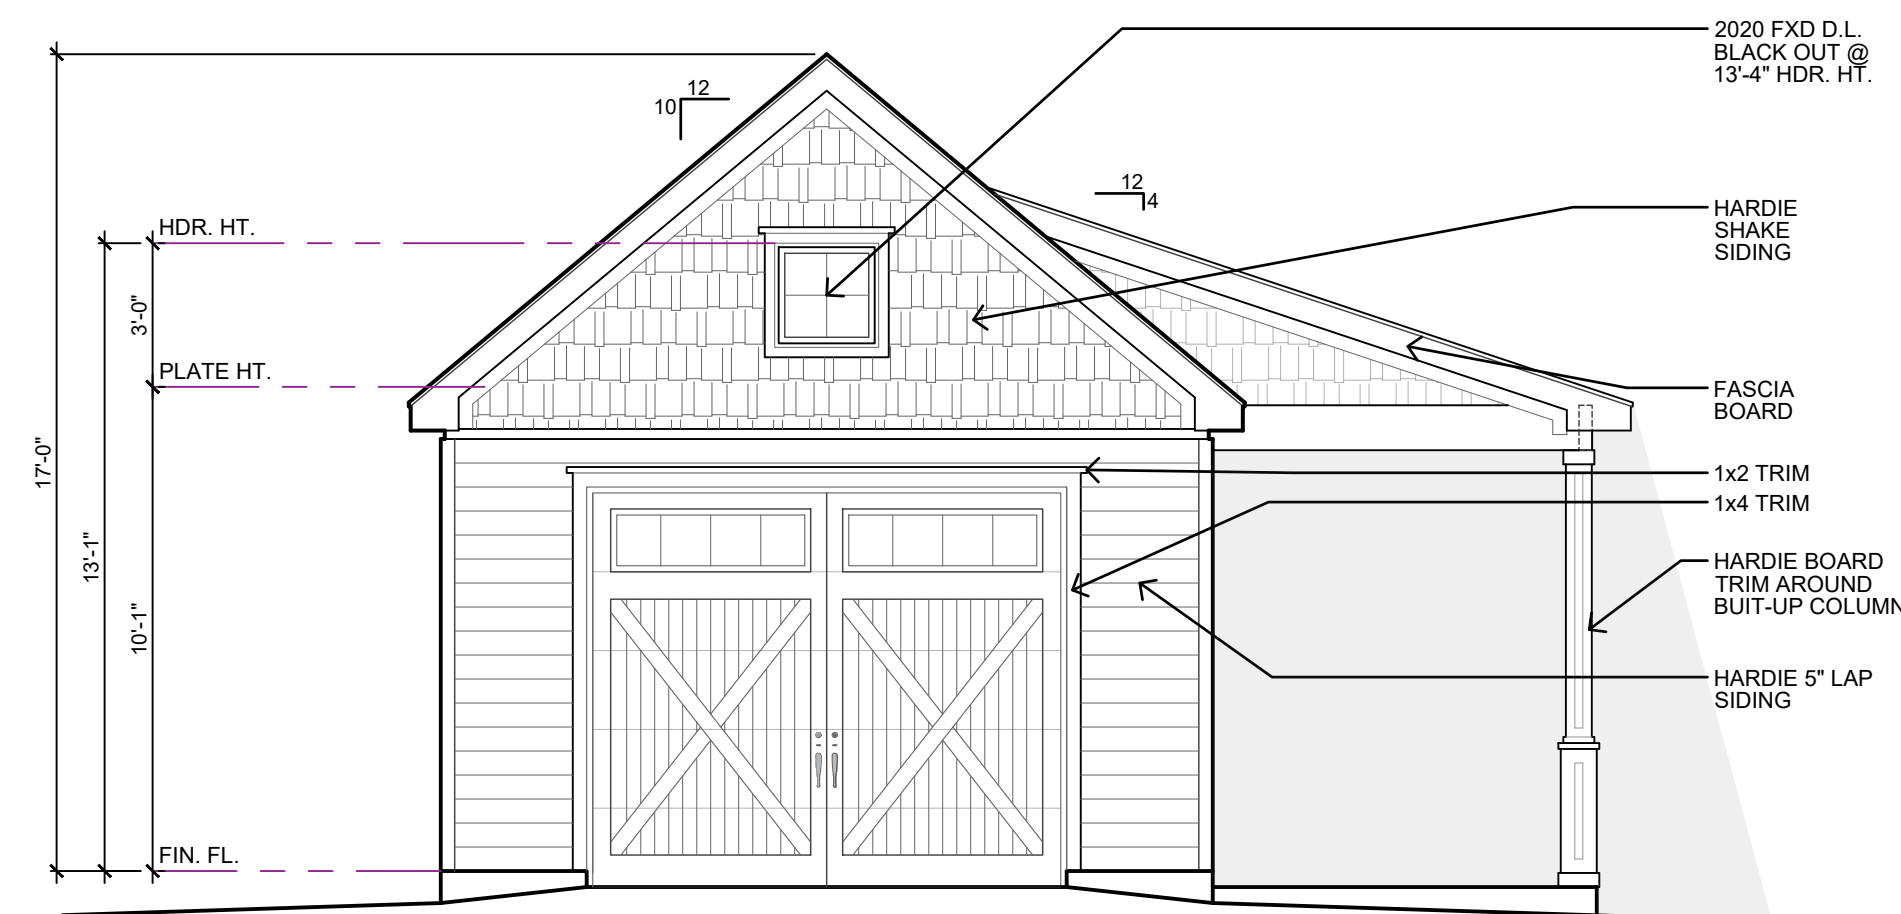 2020 FXD D.L.
BLACK OUT @
13'-4" HDR. HT.
12
10
12
4
HARDIE
SHAKE
SIDING
HDR. HT.
3'-0"
PLATE HT.
FASCIA
BOARD
17'-0"
13'-1"
10'-1"
1x2 TRIM
1x4 TRIM
HARDIE BOARD
TRIM AROUND
BUIT-UP COLUMN
HARDIE 5" LAP
SIDING
FIN. FL.